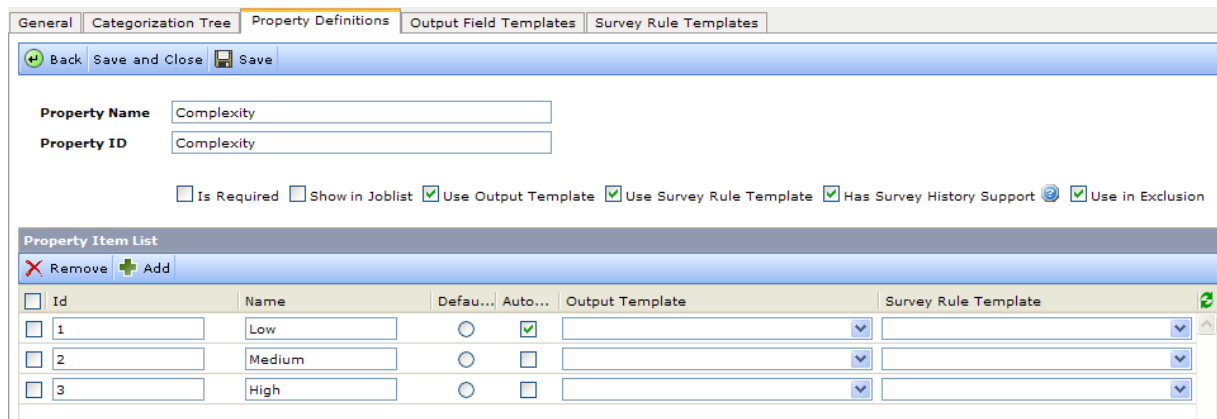 General Categorization Tree Property Definitions Output Field Templates Survey Rule Templates
Back Save and Close Save
Property Name Complexity
Property ID Complexity
Is Required Show in Joblist Use Output Template Use Survey Rule Template Has Survey History Support Use in Exclusion
Property Item List
Remove Add
Id Name Defau... Auto... Output Template Survey Rule Template
1 Low
2 Medium
3 High